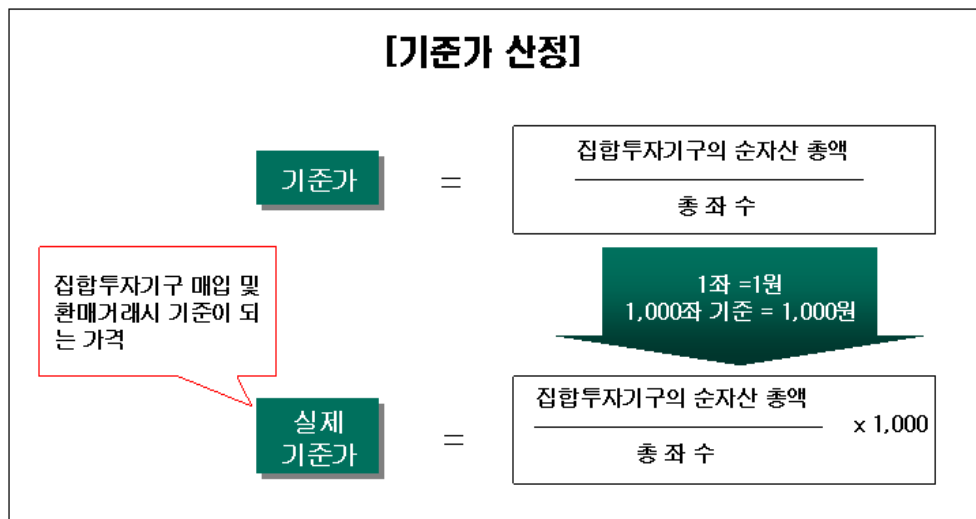 [기준가 산정]
기준가
=
집합투자기구의 순자산 총액
총 좌 수
집합투자기구 매입 및
환매거래시 기준이 되
는 가격
1좌 =1원
1,000좌 기준 = 1,000원
실제
기준가
=
집합투자기구의 순자산 총액
총 좌 수
x 1,000